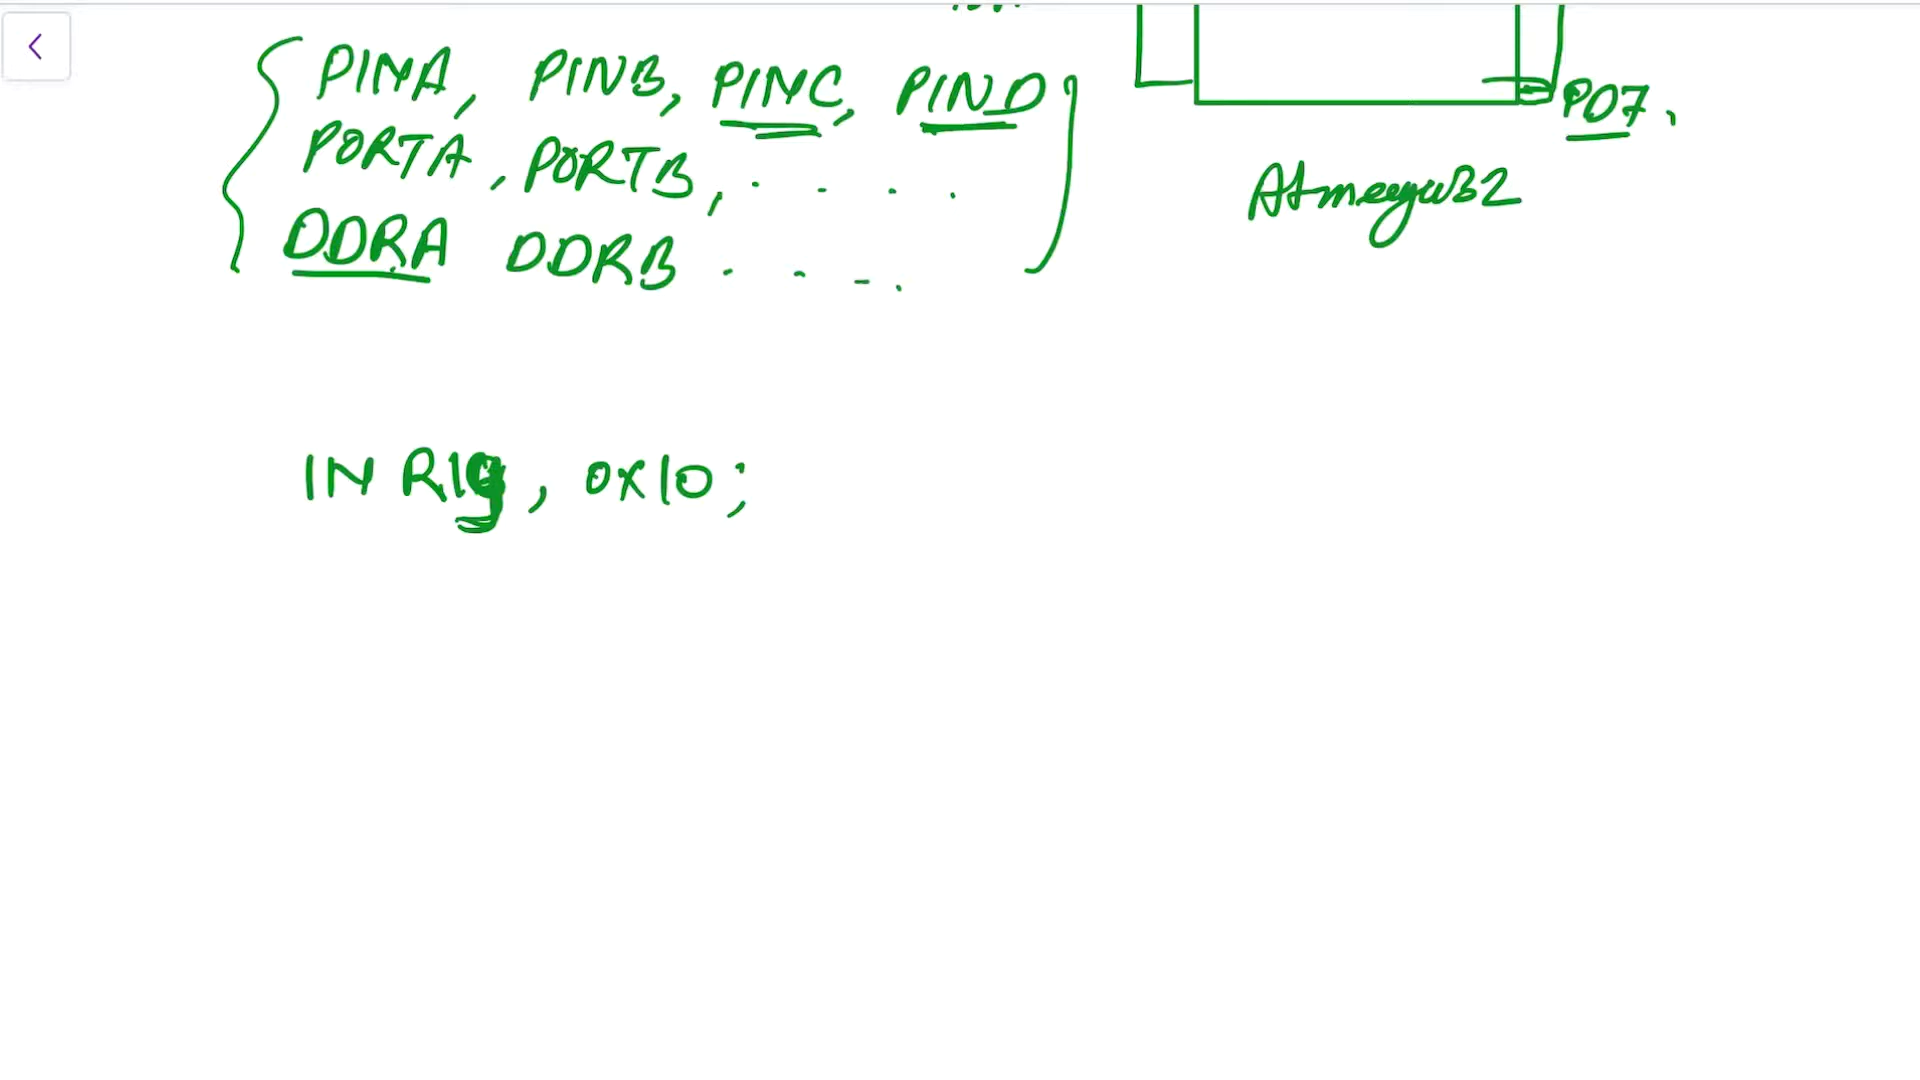 PINA, PINB, PINC, PIND
PORTA, PORTB, . . . .
DDRA DDRB . . - .
PD7.
Atmega32
IN R19, 0x10;